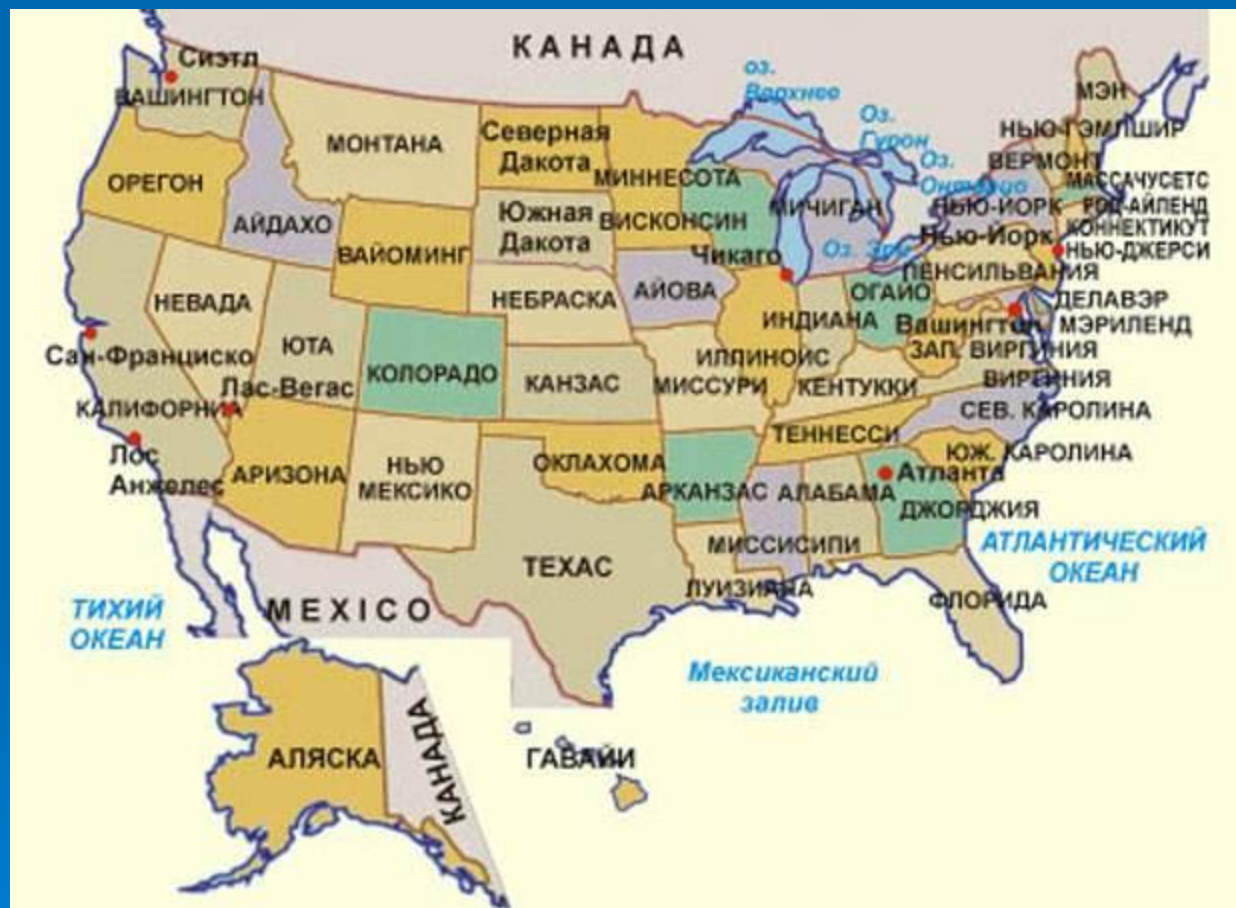 КАНАДА
Сиэтл
ВАШИНГТОН
МОНТАНА
Северная
Дакота
МИННЕСОТА
оз.
Верхнее
Оз.
Гурон
Оз.
Онтарио
МЭН
НЬЮ-ГЭМПШИР
ВЕРМОНТ
МАССАЧУСЕТС
РОД-АЙЛЕНД
НЬЮ-ЙОРК
КОННЕКТИКУТ
Нью-Йорк
НЬЮ-ДЖЕРСИ
ОРЕГОН
АЙДАХО
ВАЙОМИНГ
Южная
Дакота
ВИСКОНСИН
МИЧИГАН
Оз. Эри
Чикаго
ПЕНСИЛЬВАНИЯ
НЕВАДА
ЮТА
НЕБРАСКА
АЙОВА
ИНДИАНА
ОГАЙО
Вашингтон
ДЕЛАВЭР
МЭРИЛЕНД
Сан-Франциско
Лас-Вегас
КОЛОРАДО
КАНЗАС
ИЛЛИНОИС
МИССУРИ
КЕНТУККИ
ЗАП. ВИРГИНИЯ
ВИРГИНИЯ
КАЛИФОРНИА
СЕВ. КАРОЛИНА
ТЕННЕССИ
ЮЖ. КАРОЛИНА
Лос
Анжелес
АРИЗОНА
НЬЮ
МЕКСИКО
ОКЛАХОМА
АРКАНЗАС
АЛАБАМА
Атланта
ДЖОРДЖИЯ
ТЕХАС
МИССИСИПИ
ЛУИЗИАНА
ФЛОРИДА
АТЛАНТИЧЕСКИЙ
ОКЕАН
ТИХИЙ
ОКЕАН
MEXICO
Мексиканский
залив
АЛЯСКА
КАНАДА
ГАВАЙИ